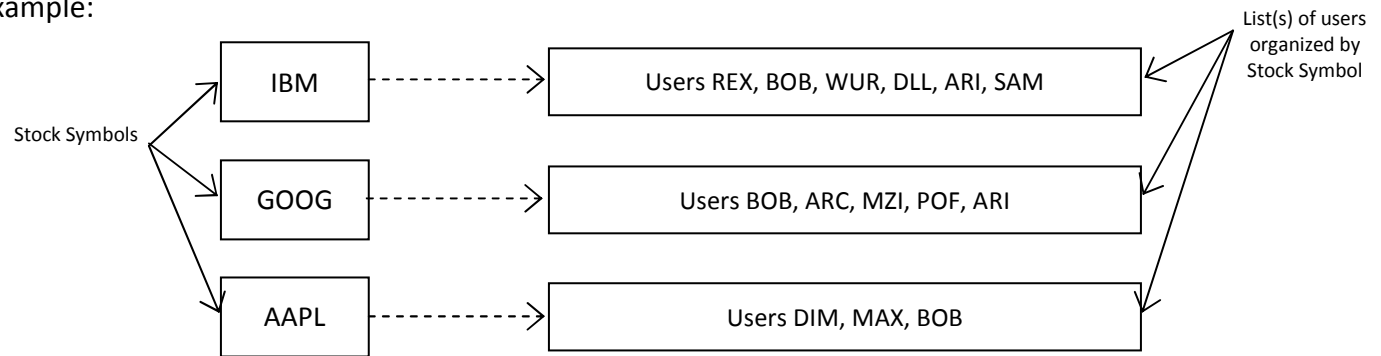 xample:
List(s) of users
organized by
Stock Symbol
IBM
Users REX, BOB, WUR, DLL, ARI, SAM
Stock Symbols
GOOG
Users BOB, ARC, MZI, POF, ARI
AAPL
Users DIM, MAX, BOB